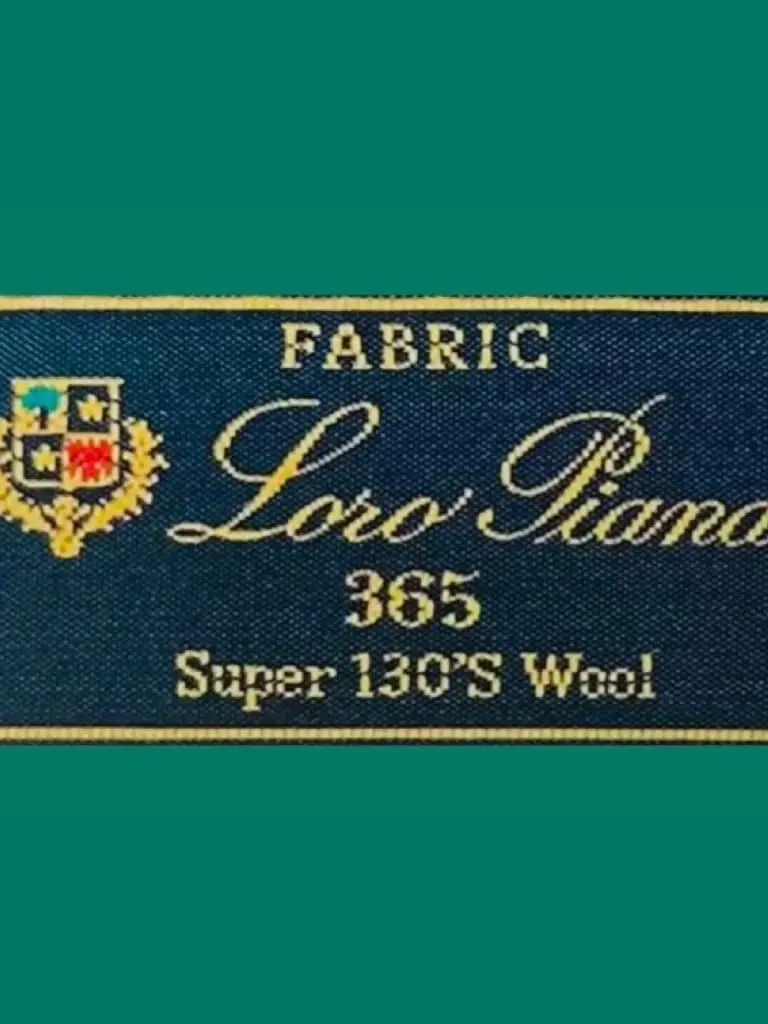 FABRIC
Loro Piana
365
Super 130'S Wool